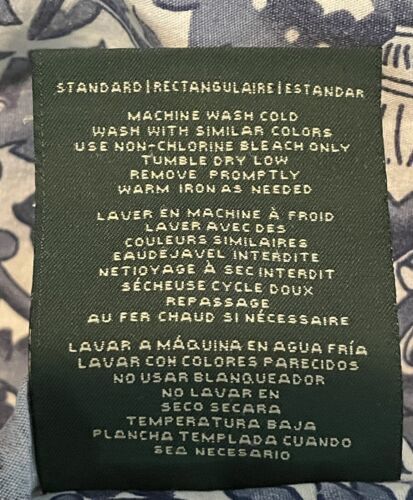 STANDARD|RECTANGULAIRE|ESTANDAR
MACHINE WASH COLD
WASH WITH SIMILAR COLORS
USE NON-CHLORINE BLEACH ONLY
TUMBLE DRY LOW
REMOVE PROMPTLY
WARM IRON AS NEEDED
LAVER EN MACHINE À FROID
LAVER AVEC DES
COULEURS SIMILAIRES
EAUDEJAVEL INTERDITE
NETIOYAGE À SEC INTERDIT
SÉCHEUSE CYCLE DOUX
REPASSAGE
AU FER CHAUD SI NÉCESSAIRE
LAVAR A MÁQUINA EN AGUA FRÍA
LAVAR CON COLORES PARECIDOS
NO USAR BLANQUEADOR
NO LAVAR EN
SECO SECARA
TEMPERATURA BAJA
PLANCHA TEMPLADA CUANDO
SEA NECESARIO